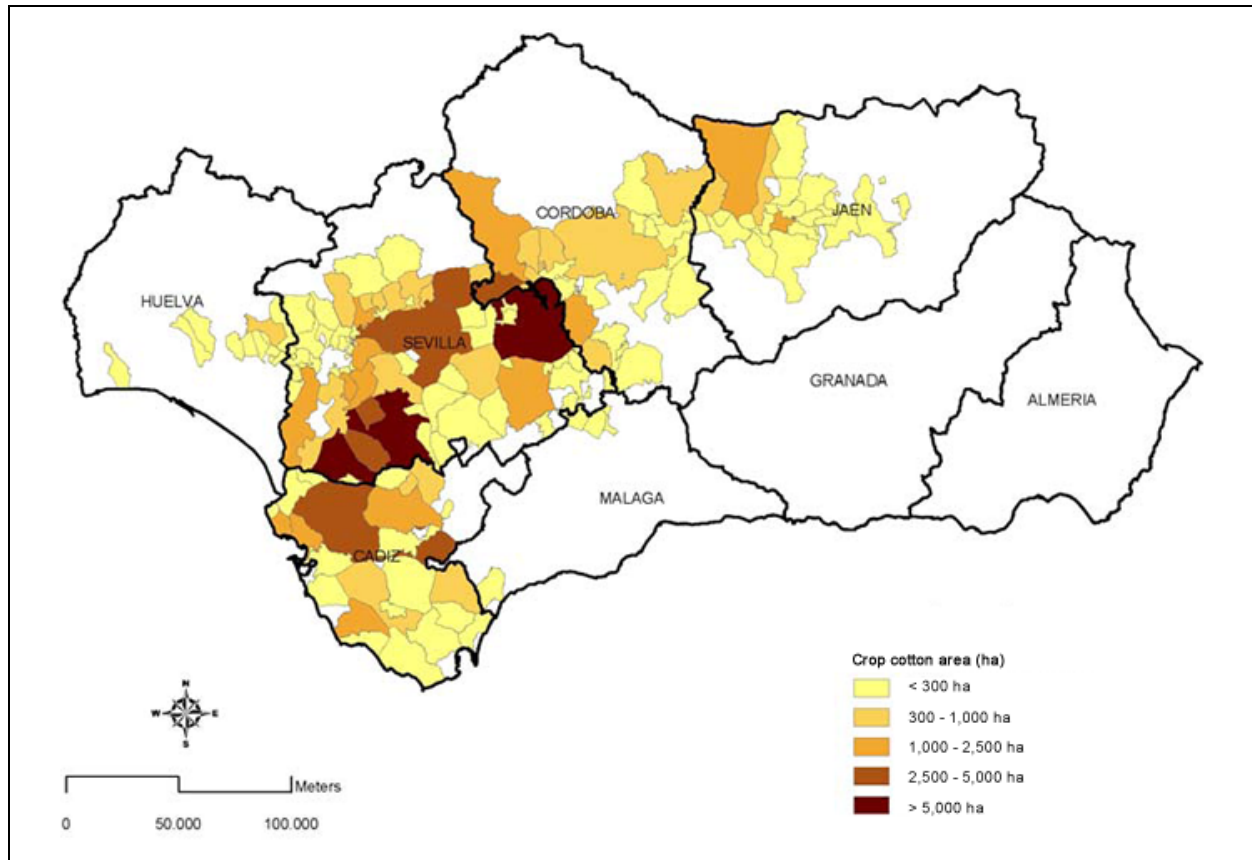 CORDOBA
JAEN
HUELVA
SEVILLA
GRANADA
ALMERIA
MALAGA
CADIZ
Crop cotton area (ha)
< 300 ha
300 - 1,000 ha
1,000 - 2,500 ha
2,500 - 5,000 ha
> 5,000 ha
N
W E
S
Meters
0 50.000 100.000